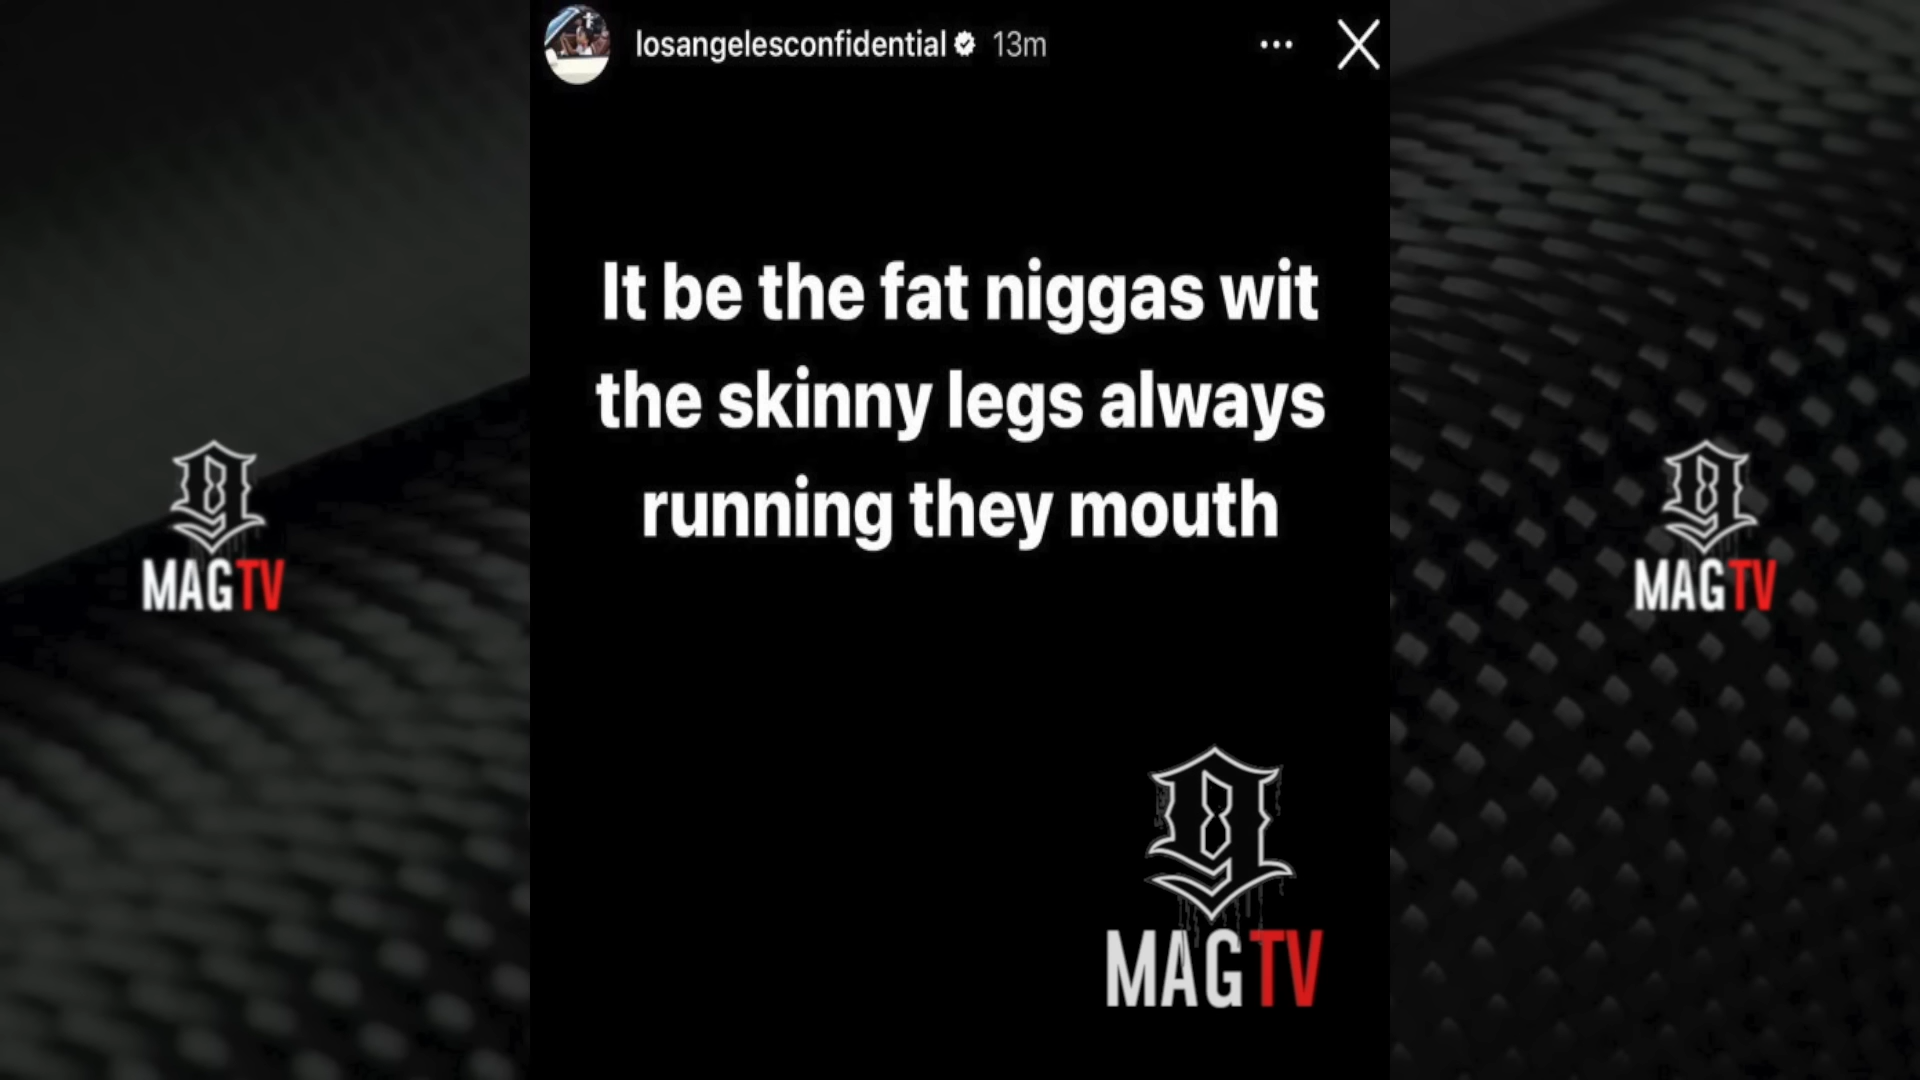 losangelesconfidential 13m
It be the fat niggas wit
the skinny legs always
running they mouth
g
MAGTV
g
MAGTV
g
MAGTV